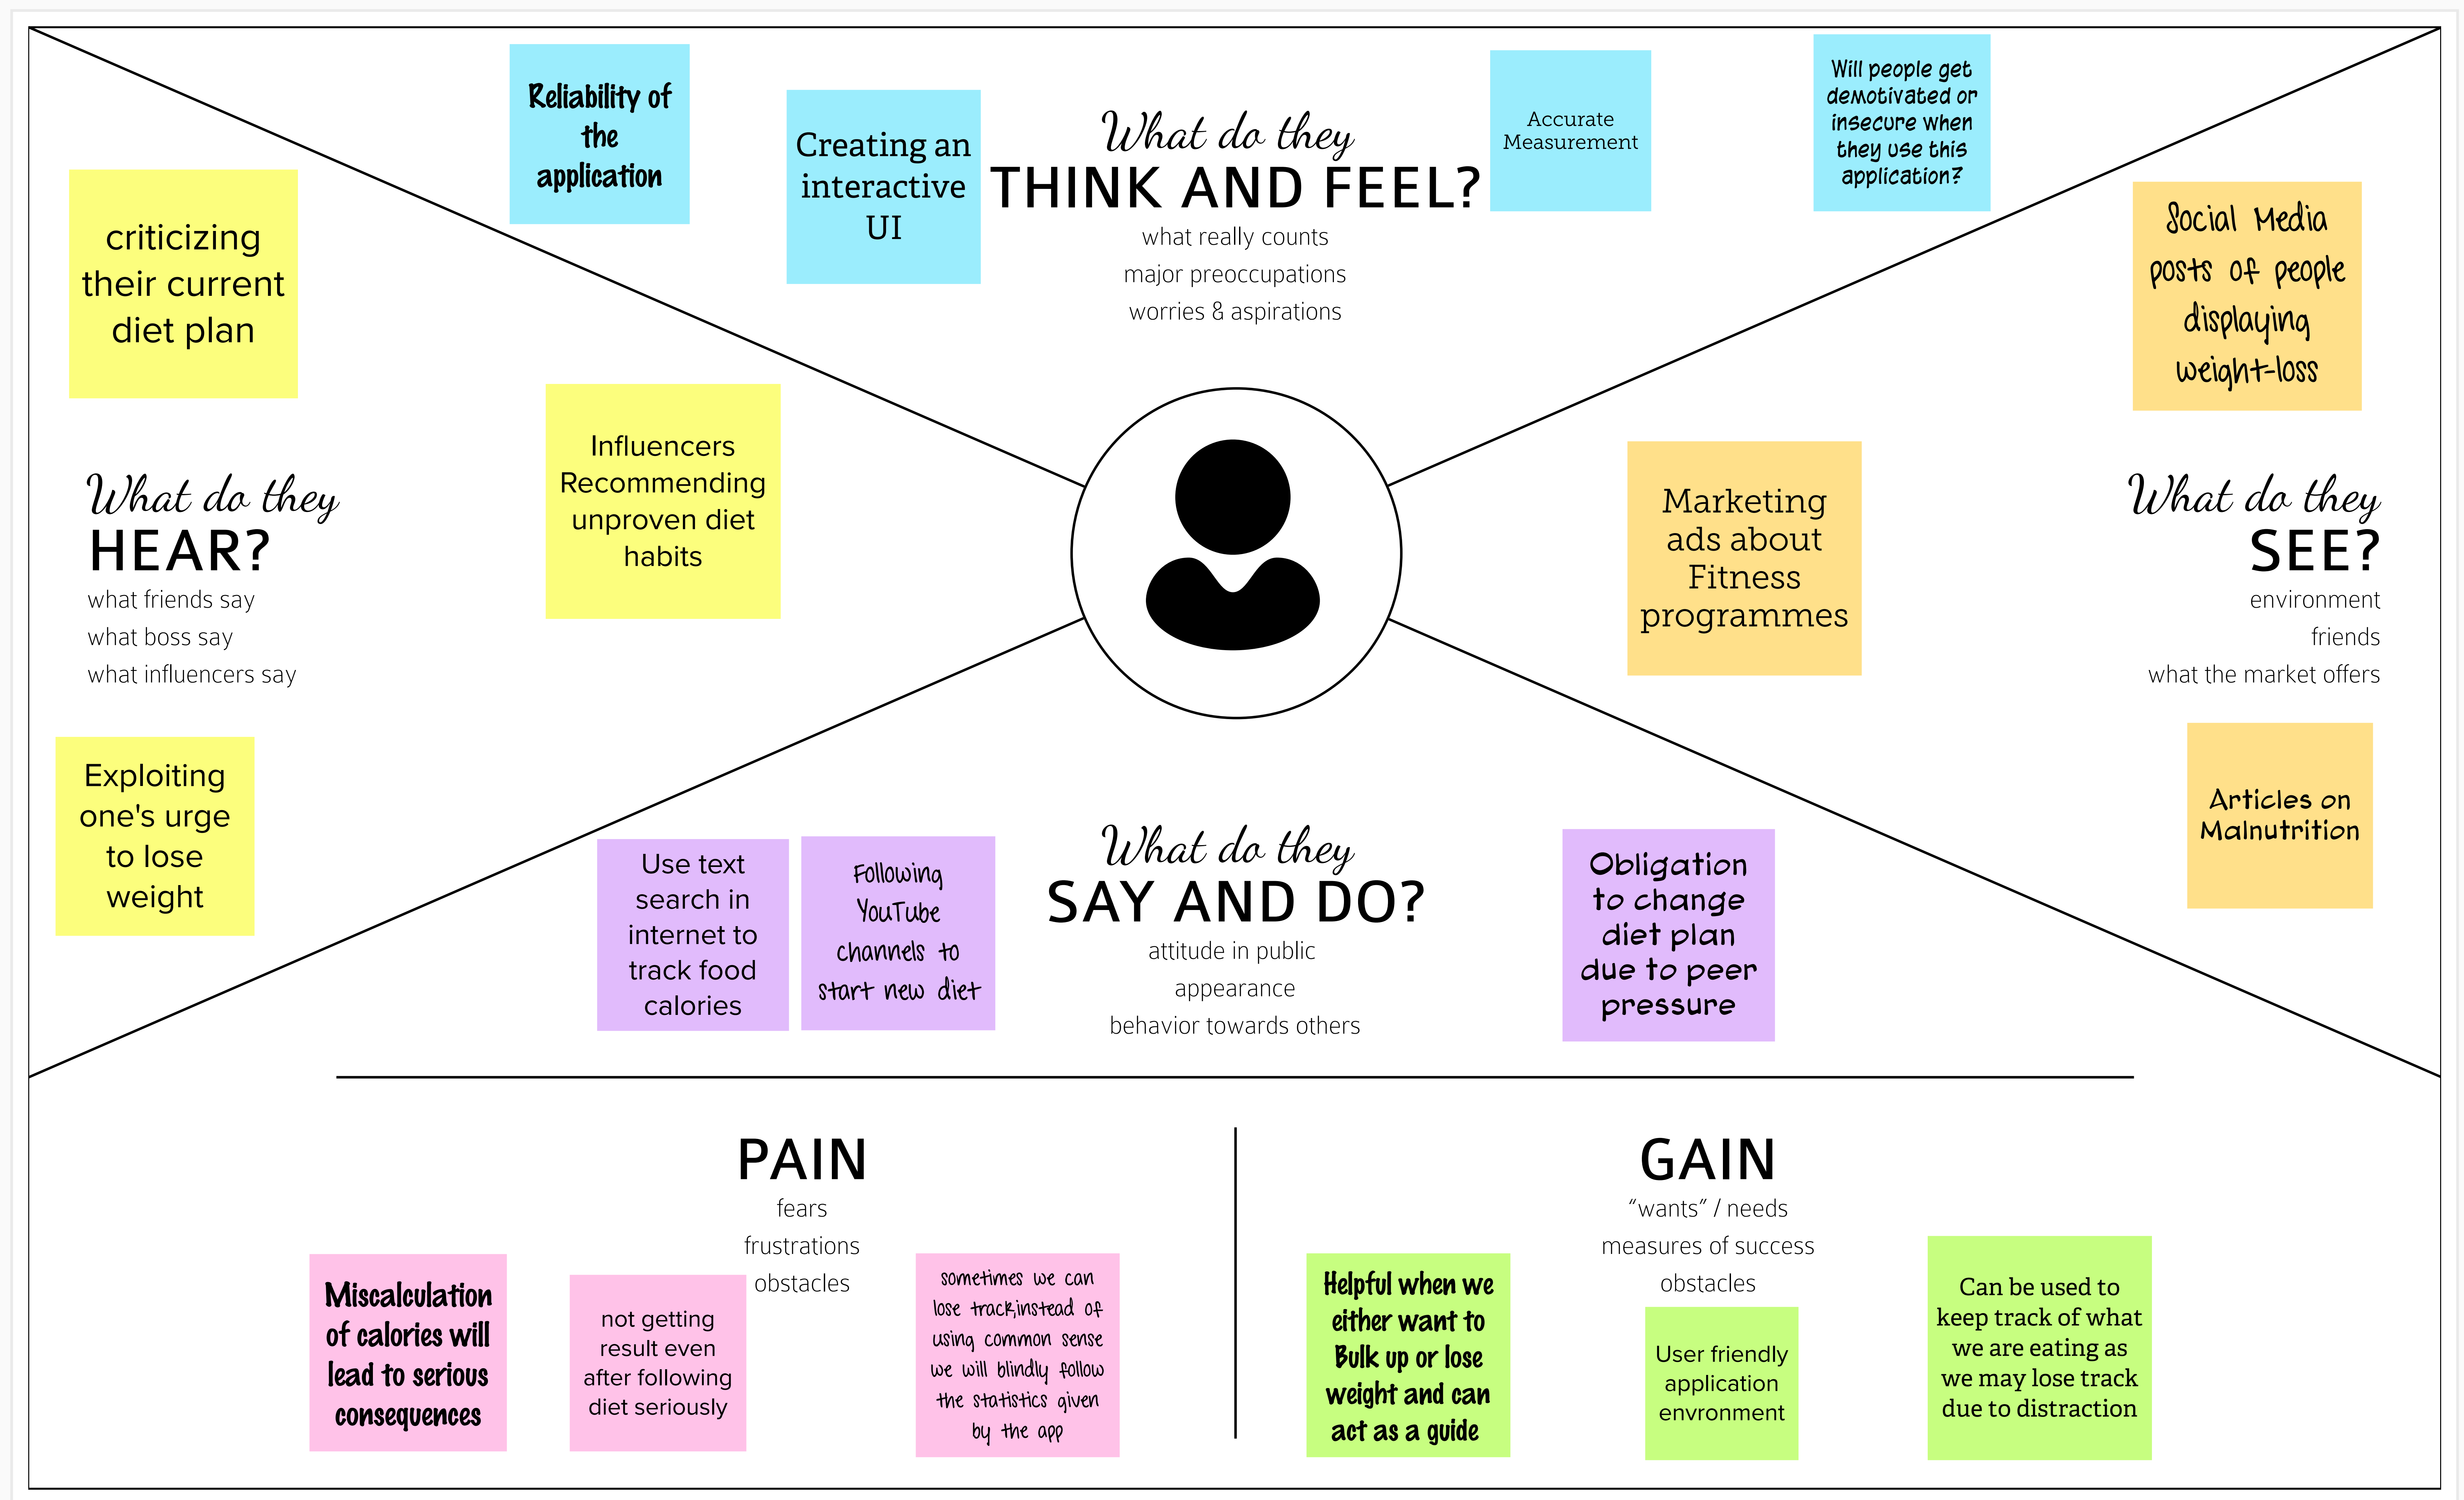 Reliability of
the
application
Creating an
interactive
UI
What do they
THINK AND FEEL?
what really counts
major preoccupations
worries & aspirations
Accurate
Measurement
Will people get
demotivated or
insecure when
they use this
application?
criticizing
their current
diet plan
Influencers
Recommending
unproven diet
habits
What do they
HEAR?
what friends say
what boss say
what influencers say
Exploiting
one's urge
to lose
weight
Social Media
posts of people
displaying
weight-loss
Marketing
ads about
Fitness
programmes
What do they
SEE?
environment
friends
what the market offers
Articles on
Malnutrition
Use text
search in
internet to
track food
calories
Following
YouTube
channels to
start new diet
What do they
SAY AND DO?
attitude in public
appearance
behavior towards others
Obligation
to change
diet plan
due to peer
pressure
PAIN
fears
frustrations
obstacles
Miscalculation
of calories will
lead to serious
consequences
not getting
result even
after following
diet seriously
sometimes we can
lose track,instead of
using common sense
we will blindly follow
the statistics given
by the app
GAIN
“wants” / needs
measures of success
obstacles
Helpful when we
either want to
Bulk up or lose
weight and can
act as a guide
User friendly
application
envronment
Can be used to
keep track of what
we are eating as
we may lose track
due to distraction